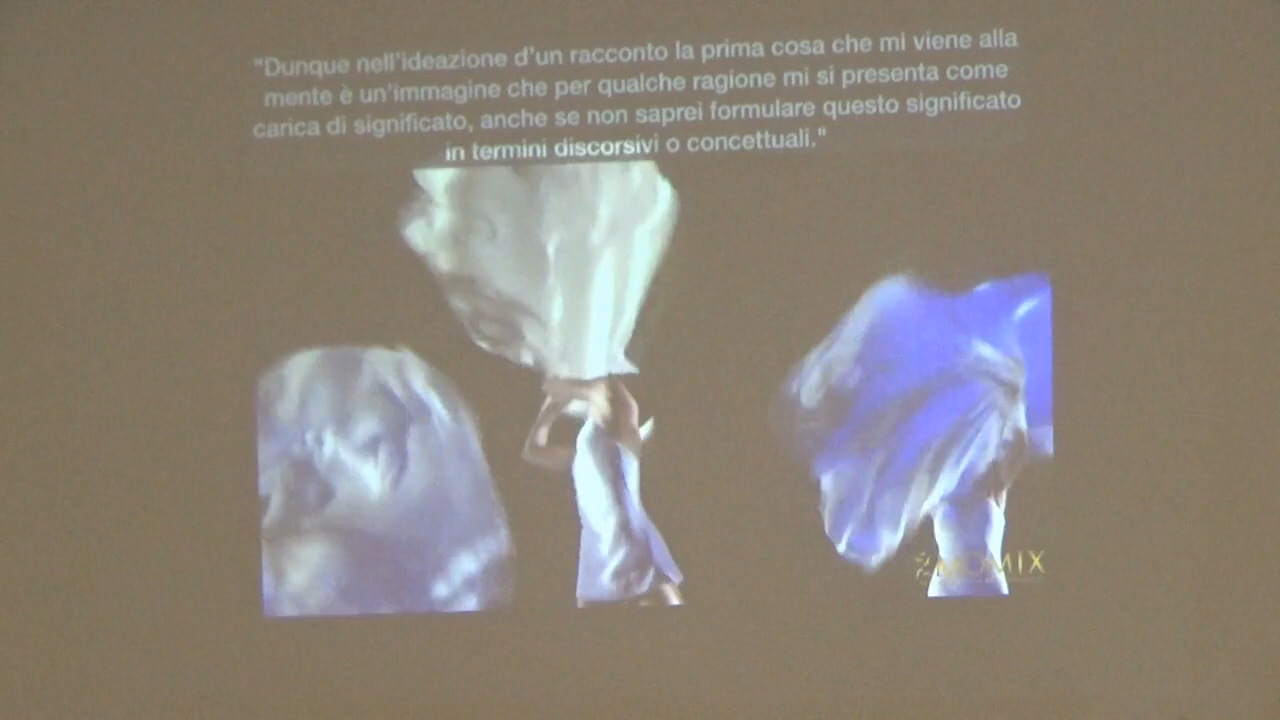 "Dunque nell'ideazione d'un racconto la prima cosa che mi viene alla
mente è un'immagine che per qualche ragione mi si presenta come
carica di significato, anche se non saprei formulare questo significato
in termini discorsivi o concettuali."
MOMIX